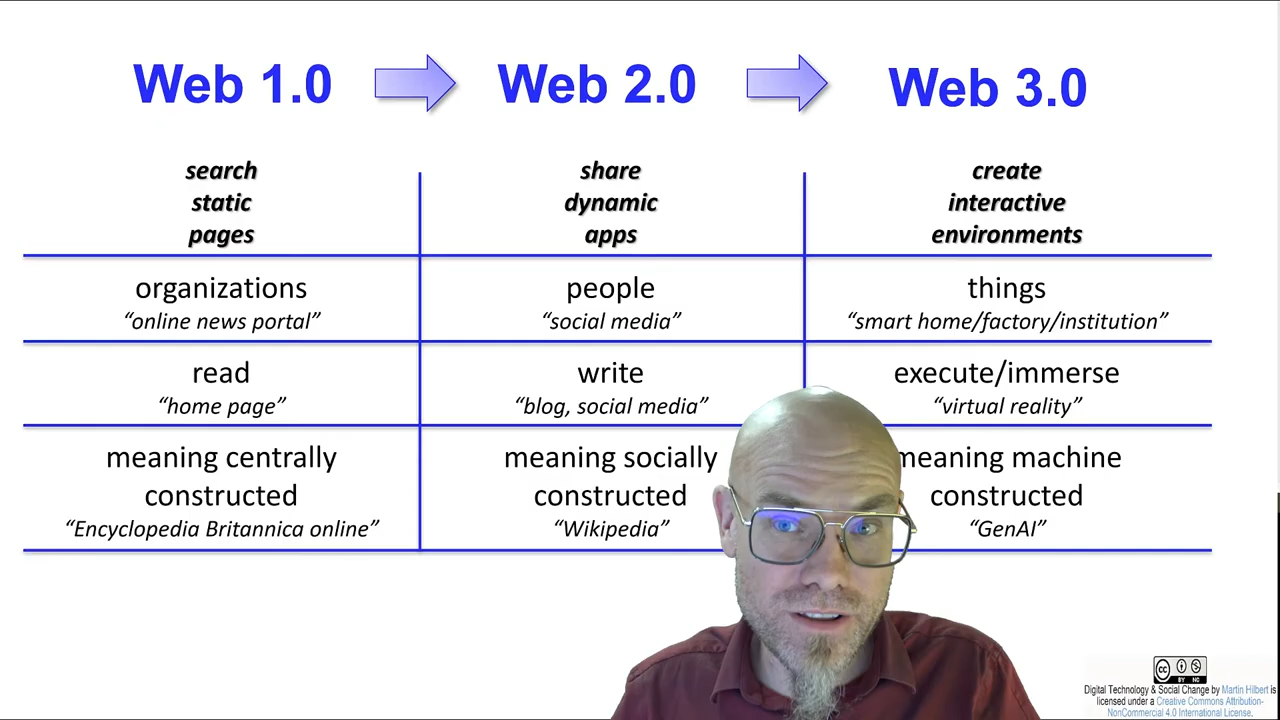 Web 1.0
Web 2.0
Web 3.0
search
static
pages
share
dynamic
apps
create
interactive
environments
organizations
“online news portal”
people
“social media”
things
“smart home/factory/institution”
read
“home page”
write
“blog, social media”
execute/immerse
“virtual reality”
meaning centrally
constructed
“Encyclopedia Britannica online”
meaning socially
constructed
“Wikipedia”
meaning machine
constructed
“GenAI”
cc
BY NC
Digital Technology & Social Change by Martin Hilbert is
licensed under a Creative Commons Attribution-
NonCommercial 4.0 International License.